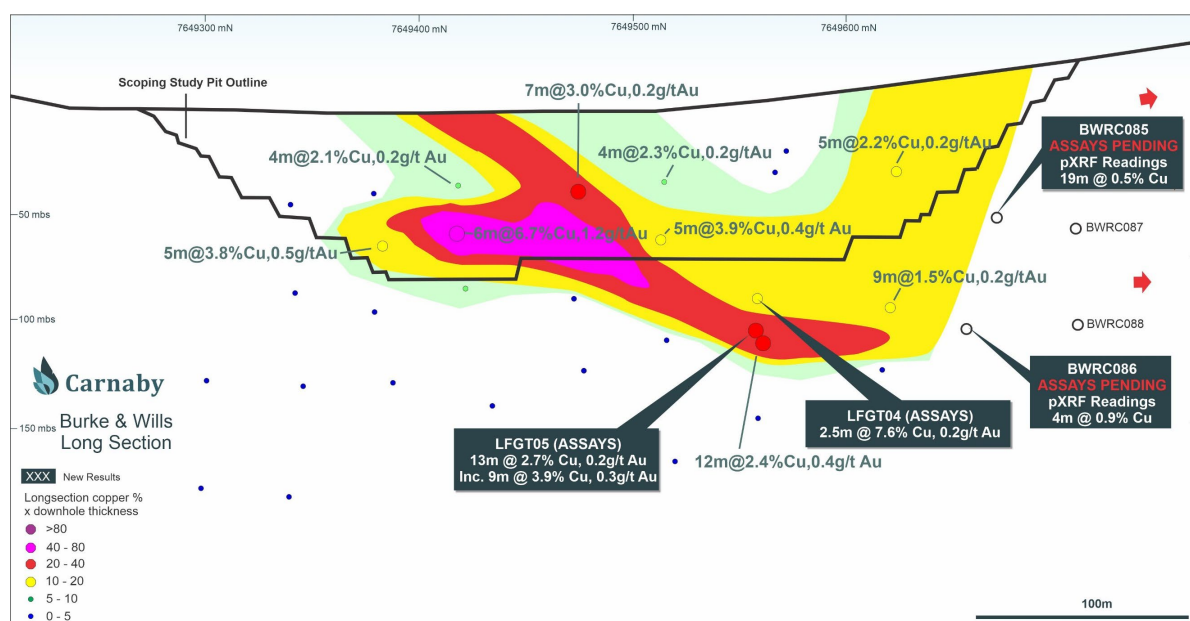 7649300 mN
7649400 mN
7649500 mN
7649600 mN
Scoping Study Pit Outline
7m@3.0%Cu,0.2g/tAu
4m@2.1%Cu,0.2g/t Au
4m@2.3%Cu,0.2g/tAu
5m@2.2%Cu,0.2g/tAu
BWRC085
ASSAYS PENDING
pXRF Readings
19m @ 0.5% Cu
50 mbs
6m@6.7%Cu,1.2g/tAu
5m@3.9%Cu,0.4g/t Au
BWRC087
5m@3.8%Cu,0.5g/tAu
9m@1.5%Cu,0.2g/tAu
100 mbs
BWRC088
BWRC086
ASSAYS PENDING
pXRF Readings
4m @ 0.9% Cu
Carnaby
Burke & Wills
Long Section
150 mbs
LFGT04 (ASSAYS)
2.5m @ 7.6% Cu, 0.2g/t Au
LFGT05 (ASSAYS)
13m @ 2.7% Cu, 0.2g/t Au
Inc. 9m @ 3.9% Cu, 0.3g/t Au
12m@2.4%Cu,0.4g/t Au
XXX New Results
Longsection copper %
x downhole thickness
>80
40 - 80
20 - 40
10 - 20
5 - 10
0 - 5
100m